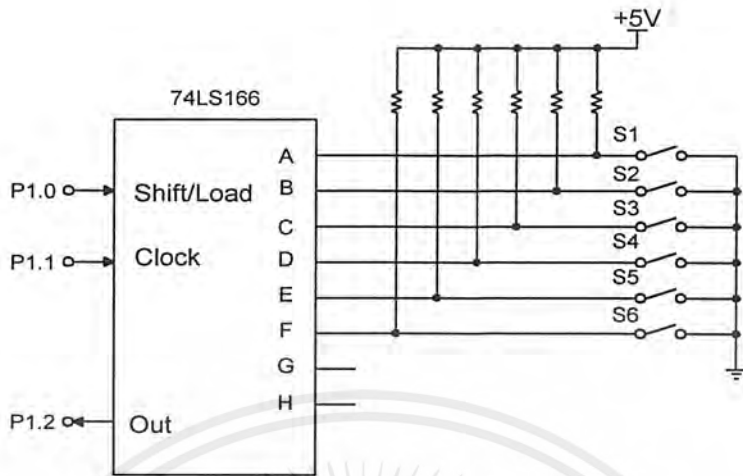 +5V
74LS166
A
S1
P1.0
Shift/Load
B
S2
C
S3
P1.1
Clock
D
S4
E
S5
F
S6
G
H
P1.2
Out